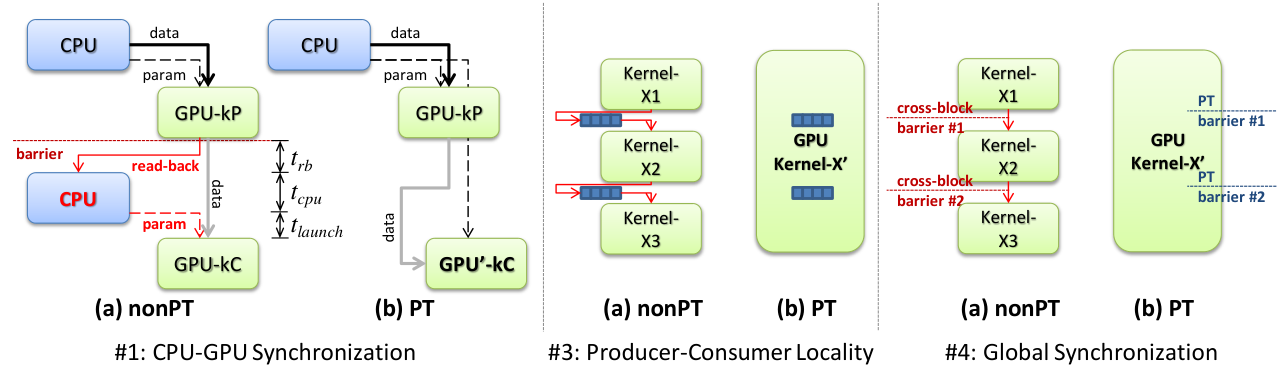 data
CPU
param
GPU-kP
barrier
read-back
t_rb
CPU
data
t_cpu
param
t_launch
GPU-kC
(a) nonPT
data
CPU
param
GPU-kP
data
GPU'-kC
(b) PT
#1: CPU-GPU Synchronization
Kernel-
X1
Kernel-
X2
Kernel-
X3
(a) nonPT
GPU
Kernel-X'
(b) PT
#3: Producer-Consumer Locality
Kernel-
X1
cross-block
barrier #1
Kernel-
X2
cross-block
barrier #2
Kernel-
X3
(a) nonPT
PT
barrier #1
GPU
Kernel-X'
PT
barrier #2
(b) PT
#4: Global Synchronization